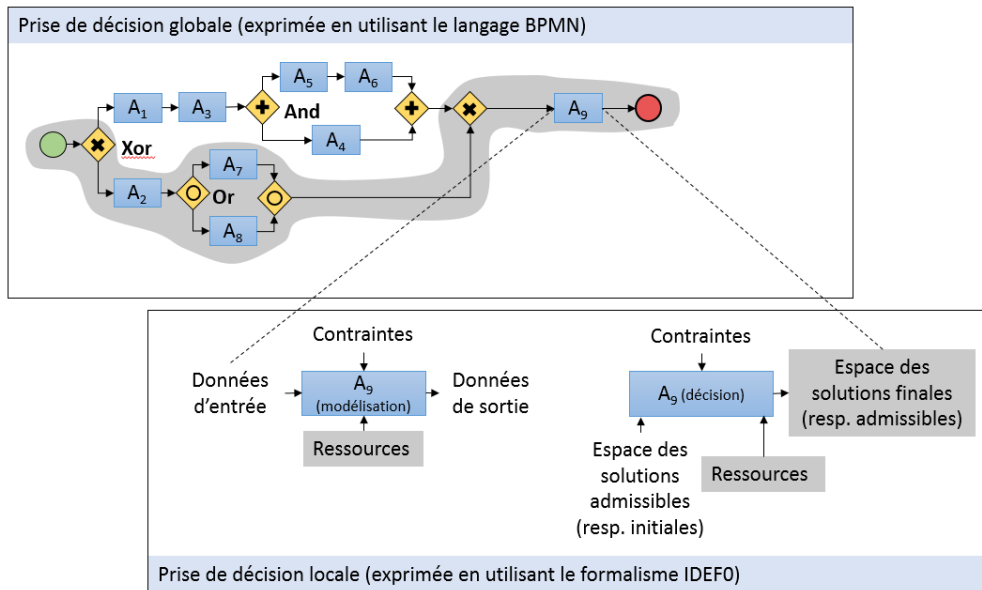 Prise de décision globale (exprimée en utilisant le langage BPMN)
A5
A6
A1
A3
And
A4
A9
Xor
A7
A2
Or
A8
Contraintes
Contraintes
Données
d'entrée
A9
(modélisation)
Données
de sortie
A9 (décision)
Espace des
solutions finales
(resp. admissibles)
Ressources
Espace des
solutions
admissibles
(resp. initiales)
Ressources
Prise de décision locale (exprimée en utilisant le formalisme IDEF0)